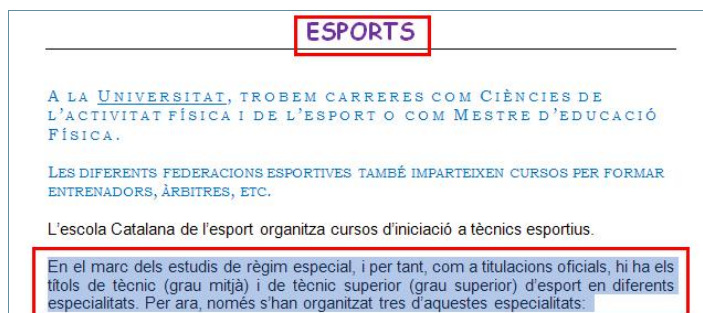 ESPORTS
A LA UNIVERSITAT, TROBEM CARRERES COM CIÈNCIES DE
L'ACTIVITAT FÍSICA I DE L'ESPORT O COM MESTRE D'EDUCACIÓ
FÍSICA.
LES DIFERENTS FEDERACIONS ESPORTIVES TAMBÉ IMPARTEIXEN CURSOS PER FORMAR
ENTRENADORS, ÀRBITRES, ETC.
L'escola Catalana de l'esport organitza cursos d'iniciació a tècnics esportius.
En el marc dels estudis de règim especial, i per tant, com a titulacions oficials, hi ha els
títols de tècnic (grau mitjà) i de tècnic superior (grau superior) d'esport en diferents
especialitats. Per ara, només s'han organitzat tres d'aquestes especialitats: